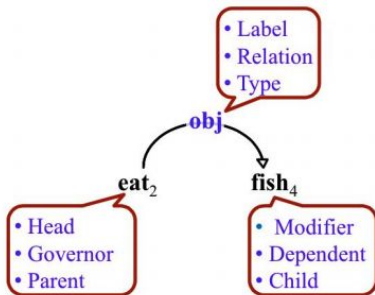 • Label
• Relation
• Type
obj
eat₂
fish₄
• Head
• Governor
• Parent
• Modifier
• Dependent
• Child